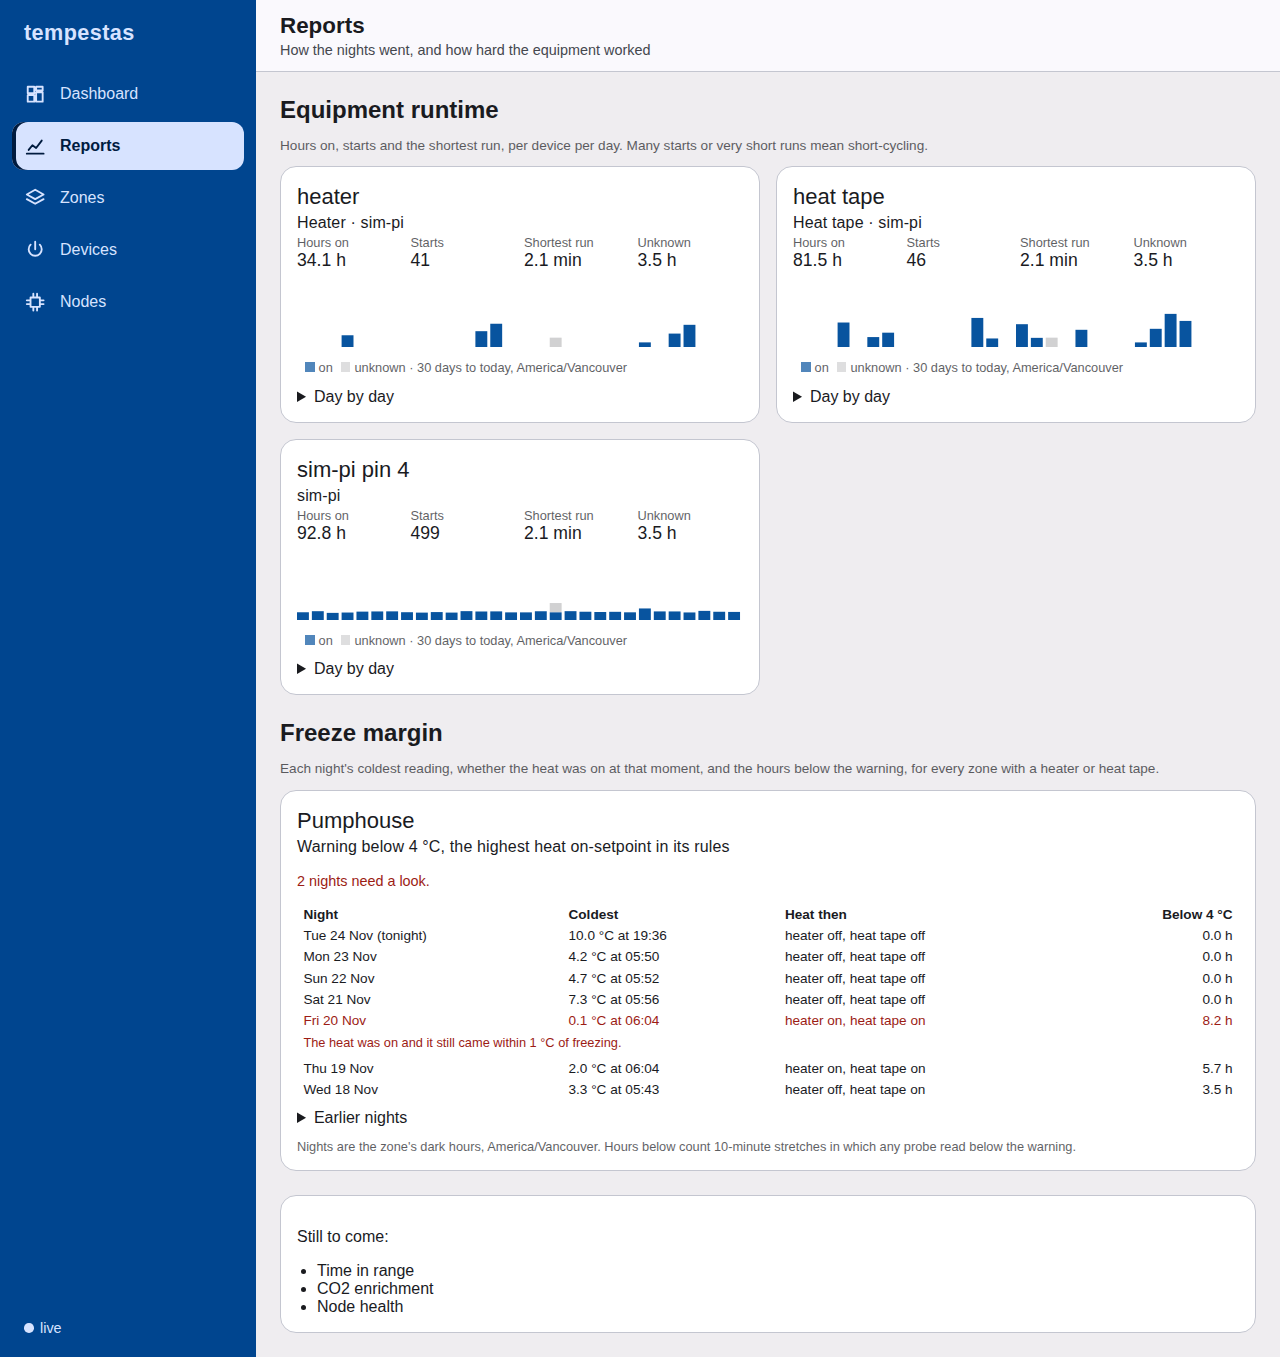 tempestas
Dashboard
Reports
Zones
Devices
Nodes
live
Reports
How the nights went, and how hard the equipment worked
Equipment runtime
Hours on, starts and the shortest run, per device per day. Many starts or very short runs mean short-cycling.
heater
Heater · sim-pi
Hours on Starts Shortest run Unknown
34.1 h 41 2.1 min 3.5 h
on unknown · 30 days to today, America/Vancouver
Day by day
heat tape
Heat tape · sim-pi
Hours on Starts Shortest run Unknown
81.5 h 46 2.1 min 3.5 h
on unknown · 30 days to today, America/Vancouver
Day by day
sim-pi pin 4
sim-pi
Hours on Starts Shortest run Unknown
92.8 h 499 2.1 min 3.5 h
on unknown · 30 days to today, America/Vancouver
Day by day
Freeze margin
Each night's coldest reading, whether the heat was on at that moment, and the hours below the warning, for every zone with a heater or heat tape.
Pumphouse
Warning below 4 °C, the highest heat on-setpoint in its rules
2 nights need a look.
Night Coldest Heat then Below 4 °C
Tue 24 Nov (tonight) 10.0 °C at 19:36 heater off, heat tape off 0.0 h
Mon 23 Nov 4.2 °C at 05:50 heater off, heat tape off 0.0 h
Sun 22 Nov 4.7 °C at 05:52 heater off, heat tape off 0.0 h
Sat 21 Nov 7.3 °C at 05:56 heater off, heat tape off 0.0 h
Fri 20 Nov 0.1 °C at 06:04 heater on, heat tape on 8.2 h
The heat was on and it still came within 1 °C of freezing.
Thu 19 Nov 2.0 °C at 06:04 heater on, heat tape on 5.7 h
Wed 18 Nov 3.3 °C at 05:43 heater off, heat tape on 3.5 h
Earlier nights
Nights are the zone's dark hours, America/Vancouver. Hours below count 10-minute stretches in which any probe read below the warning.
Still to come:
• Time in range
• CO2 enrichment
• Node health